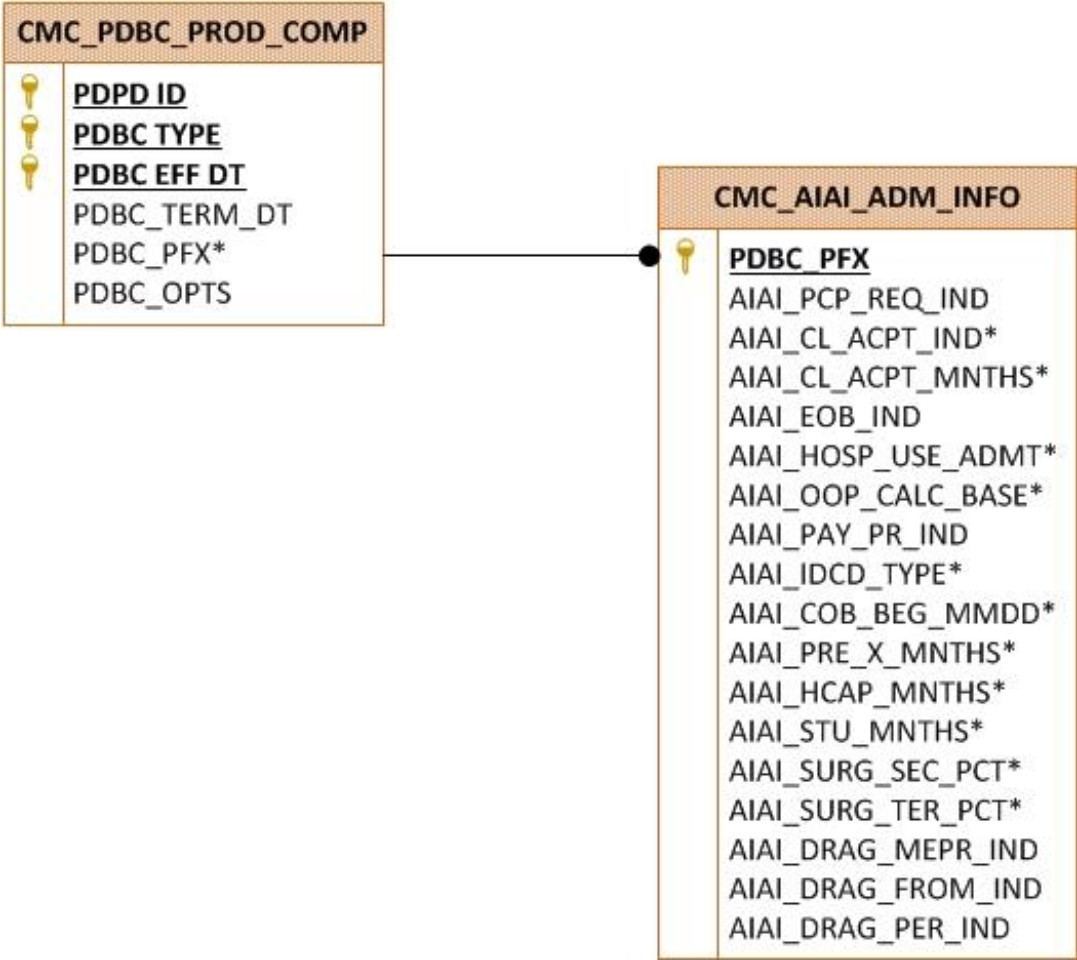 CMC_PDBC_PROD_COMP
PDPD ID
PDBC TYPE
PDBC EFF DT
PDBC_TERM_DT
PDBC_PFX*
PDBC_OPTS
CMC_AIAI_ADM_INFO
PDBC_PFX
AIAI_PCP_REQ_IND
AIAI_CL_ACPT_IND*
AIAI_CL_ACPT_MNTHS*
AIAI_EOB_IND
AIAI_HOSP_USE_ADMT*
AIAI_OOP_CALC_BASE*
AIAI_PAY_PR_IND
AIAI_IDCD_TYPE*
AIAI_COB_BEG_MMDD*
AIAI_PRE_X_MNTHS*
AIAI_HCAP_MNTHS*
AIAI_STU_MNTHS*
AIAI_SURG_SEC_PCT*
AIAI_SURG_TER_PCT*
AIAI_DRAG_MEPR_IND
AIAI_DRAG_FROM_IND
AIAI_DRAG_PER_IND